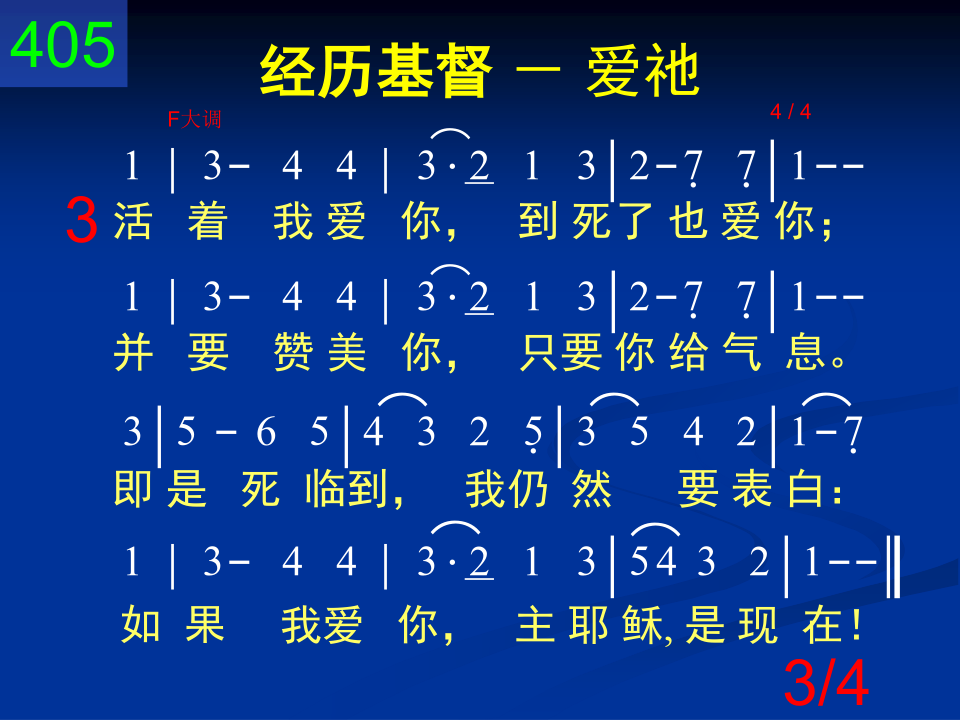 405
经历基督 － 爱祂
F大调 4 / 4
1 | 3 - 4 4 | 3 · 2 1 3 | 2 - 7̣ 7̣ | 1 - -
3 活 着 我 爱 你， 到 死 了 也 爱 你；
1 | 3 - 4 4 | 3 · 2 1 3 | 2 - 7̣ 7̣ | 1 - -
并 要 赞 美 你， 只 要 你 给 气 息。
3 | 5 - 6 5 | 4 3 2 5̣ | 3 5 4 2 | 1 - 7̣
即 是 死 临 到， 我 仍 然 要 表 白：
1 | 3 - 4 4 | 3 · 2 1 3 | 5 4 3 2 | 1 - - ‖
如 果 我 爱 你， 主 耶 稣, 是 现 在！
3/4